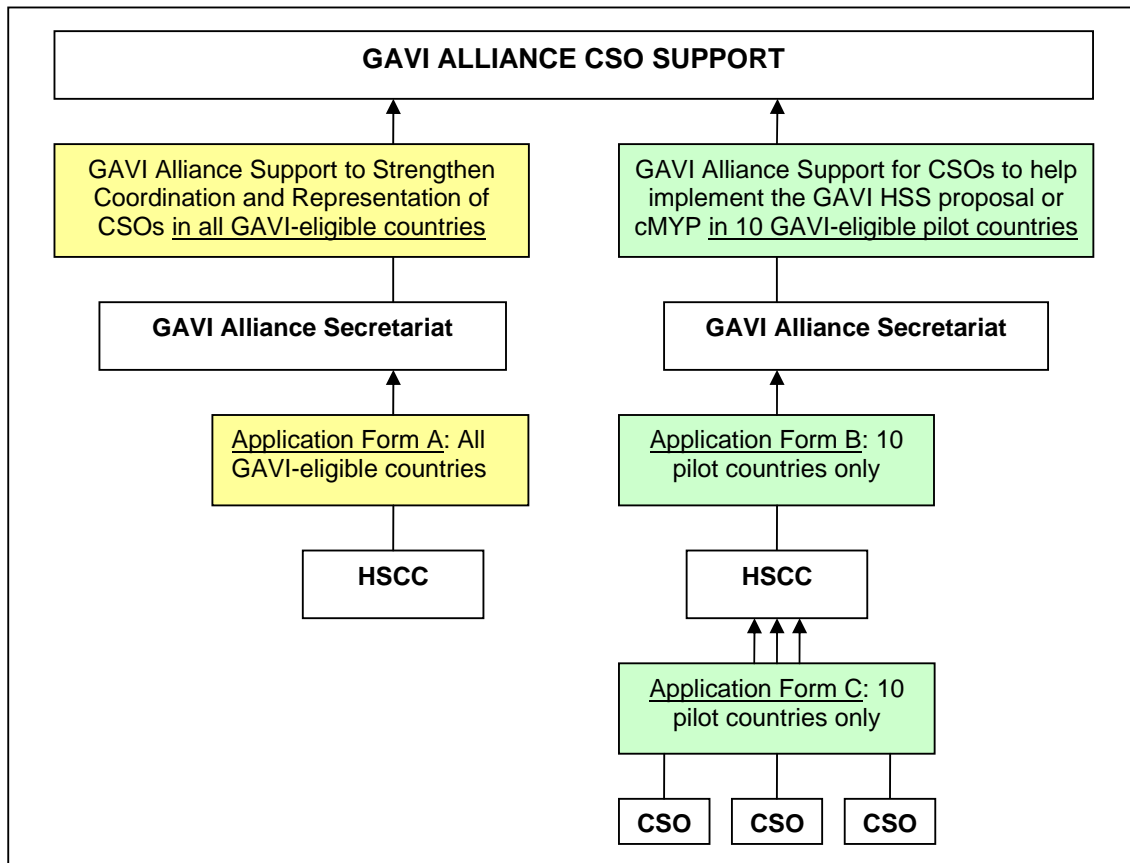 GAVI ALLIANCE CSO SUPPORT
GAVI Alliance Support to Strengthen
Coordination and Representation of
CSOs in all GAVI-eligible countries
GAVI Alliance Support for CSOs to help
implement the GAVI HSS proposal or
cMYP in 10 GAVI-eligible pilot countries
GAVI Alliance Secretariat
GAVI Alliance Secretariat
Application Form A: All
GAVI-eligible countries
Application Form B: 10
pilot countries only
HSCC
HSCC
Application Form C: 10
pilot countries only
CSO
CSO
CSO